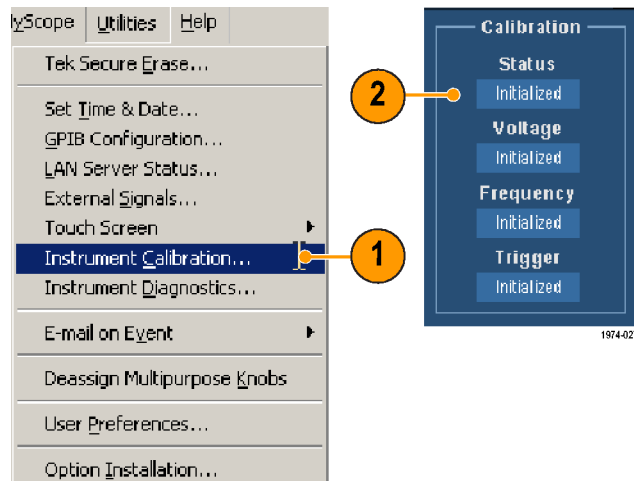 yScope Utilities Help
Tek Secure Erase...
Set Time & Date...
GPIB Configuration...
LAN Server Status...
External Signals...
Touch Screen
Instrument Calibration...
Instrument Diagnostics...
E-mail on Event
Deassign Multipurpose Knobs
User Preferences...
Option Installation...
1
2
Calibration
Status
Initialized
Voltage
Initialized
Frequency
Initialized
Trigger
Initialized
1974-02